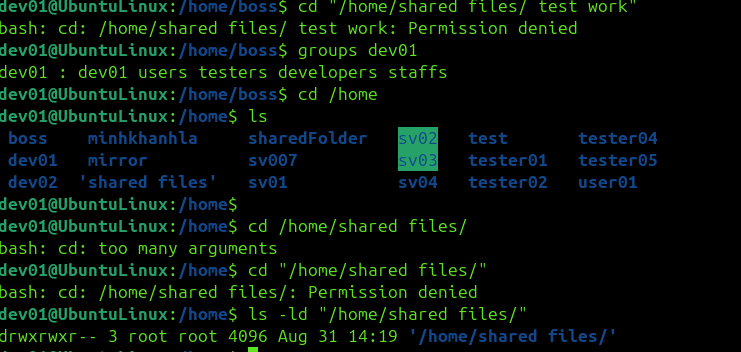 dev01@UbuntuLinux:/home/boss$ cd "/home/shared files/ test work"
bash: cd: /home/shared files/ test work: Permission denied
dev01@UbuntuLinux:/home/boss$ groups dev01
dev01 : dev01 users testers developers staffs
dev01@UbuntuLinux:/home/boss$ cd /home
dev01@UbuntuLinux:/home$ ls
boss minhkhanhla sharedFolder sv02 test tester04
dev01 mirror sv007 sv03 tester01 tester05
dev02 'shared files' sv01 sv04 tester02 user01
dev01@UbuntuLinux:/home$
dev01@UbuntuLinux:/home$ cd /home/shared files/
bash: cd: too many arguments
dev01@UbuntuLinux:/home$ cd "/home/shared files/"
bash: cd: /home/shared files/: Permission denied
dev01@UbuntuLinux:/home$ ls -ld "/home/shared files/"
drwxrwxr-- 3 root root 4096 Aug 31 14:19 '/home/shared files/'